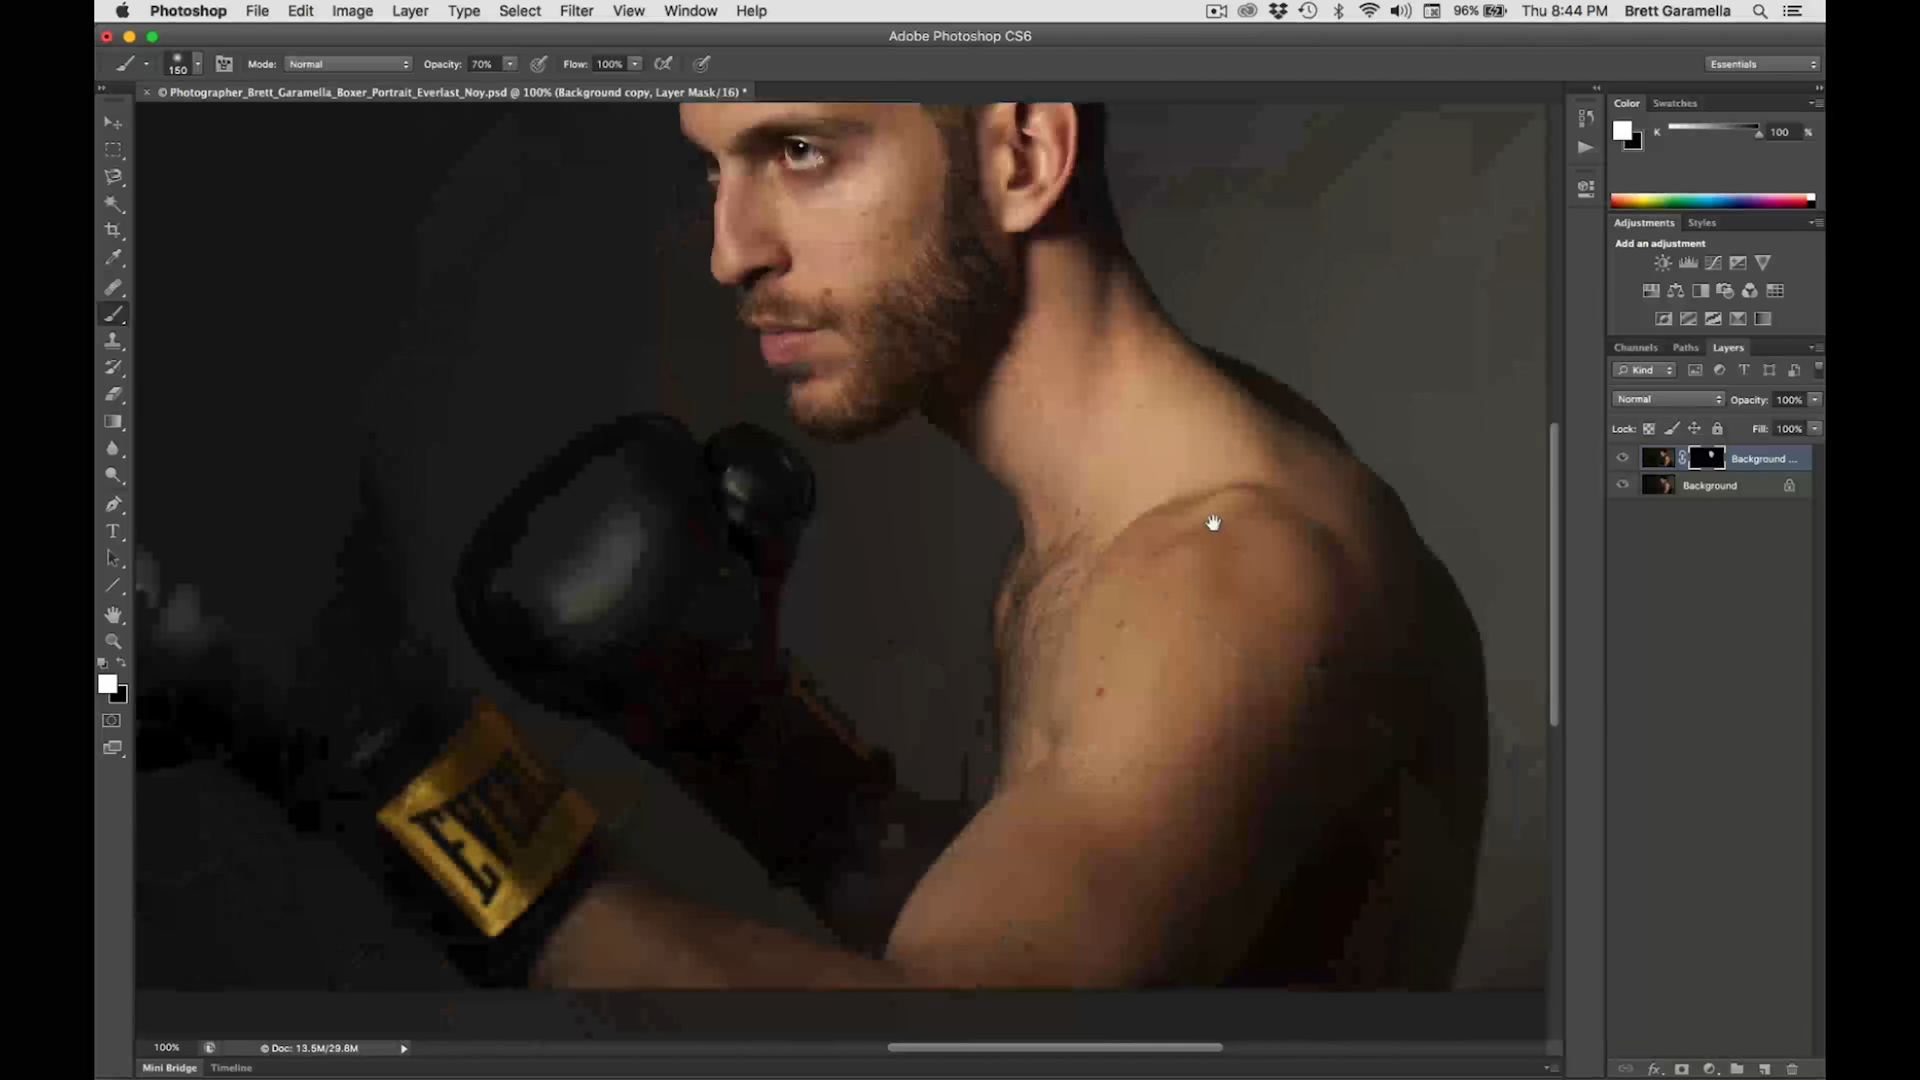 Photoshop File Edit Image Layer Type Select Filter View Window Help 96% Thu 8:44 PM Brett Garamella
Adobe Photoshop CS6
150 Mode: Normal Opacity: 70% Flow: 100% Essentials
× © Photographer_Brett_Garamella_Boxer_Portrait_Everlast_Noy.psd @ 100% (Background copy, Layer Mask/16) *
Color Swatches
K 100 %
Adjustments Styles
Add an adjustment
Channels Paths Layers
Kind
Normal Opacity: 100%
Lock: Fill: 100%
Background ...
Background
T
100% © Doc: 13.5M/29.8M
Mini Bridge Timeline
fx